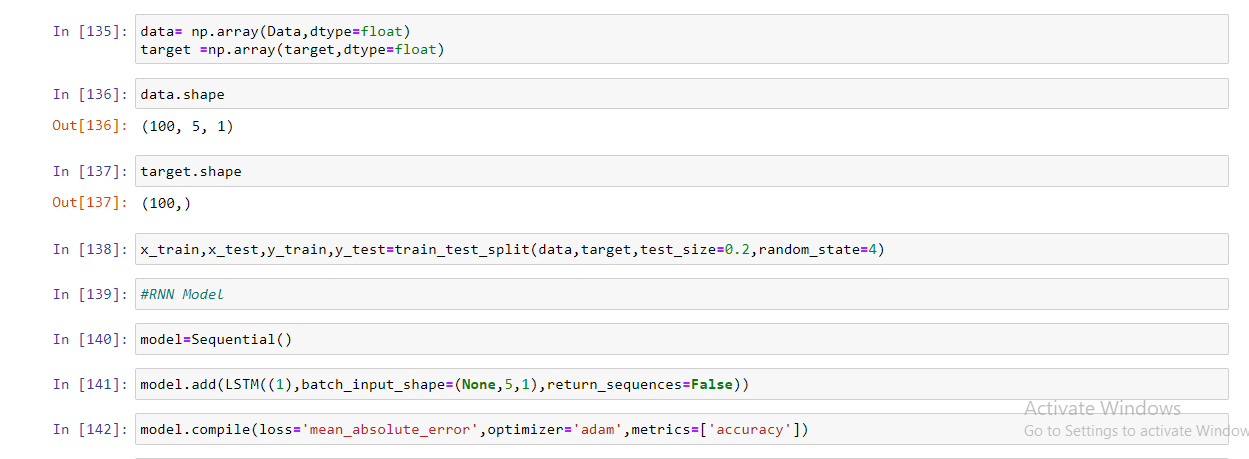 In [135]: data= np.array(Data,dtype=float)
target =np.array(target,dtype=float)
In [136]: data.shape
Out[136]: (100, 5, 1)
In [137]: target.shape
Out[137]: (100,)
In [138]: x_train,x_test,y_train,y_test=train_test_split(data,target,test_size=0.2,random_state=4)
In [139]: #RNN Model
In [140]: model=Sequential()
In [141]: model.add(LSTM((1),batch_input_shape=(None,5,1),return_sequences=False))
In [142]: model.compile(loss='mean_absolute_error',optimizer='adam',metrics=['accuracy'])
Activate Windows
Go to Settings to activate Window